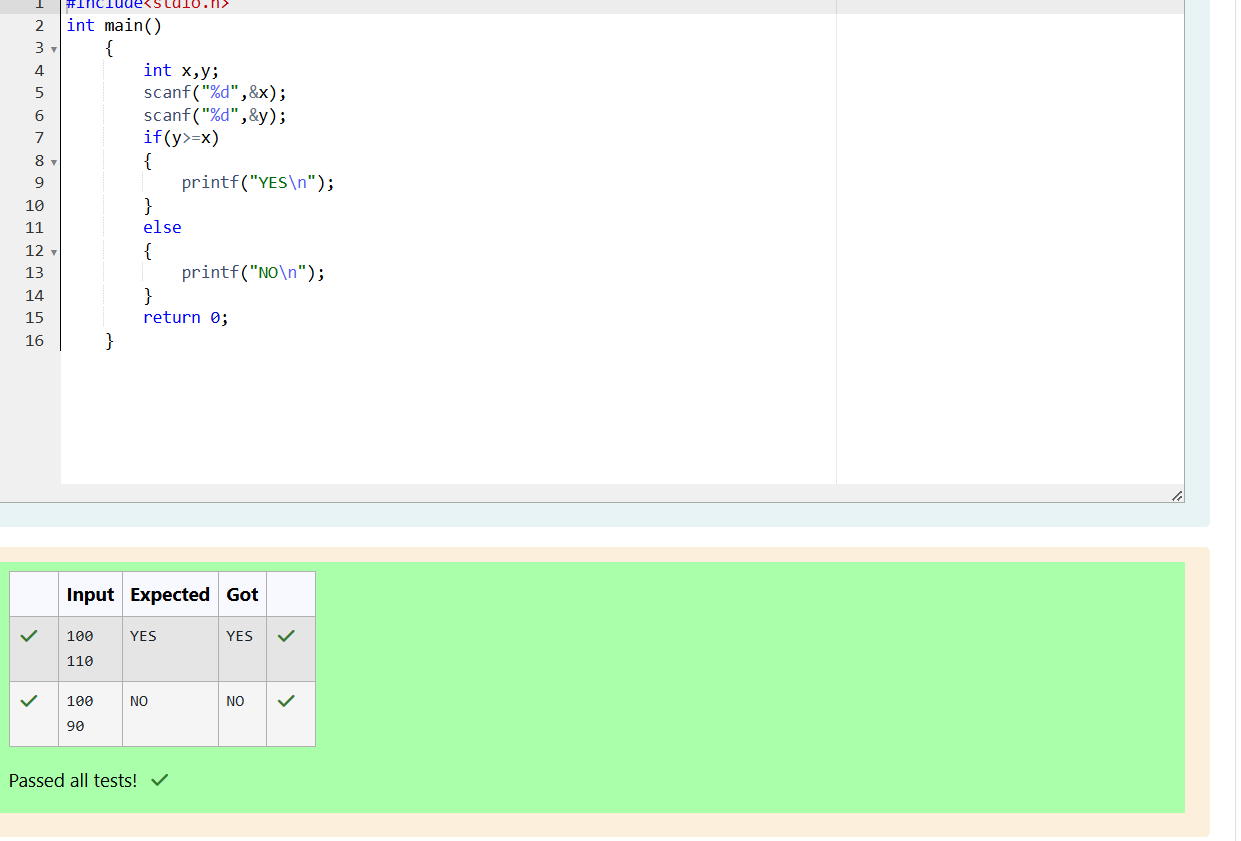 1 #include<stdio.h>
2 int main()
3 {
4 int x,y;
5 scanf("%d",&x);
6 scanf("%d",&y);
7 if(y>=x)
8 {
9 printf("YES\n");
10 }
11 else
12 {
13 printf("NO\n");
14 }
15 return 0;
16 }
Input Expected Got
100 YES YES
110
100 NO NO
90
Passed all tests!